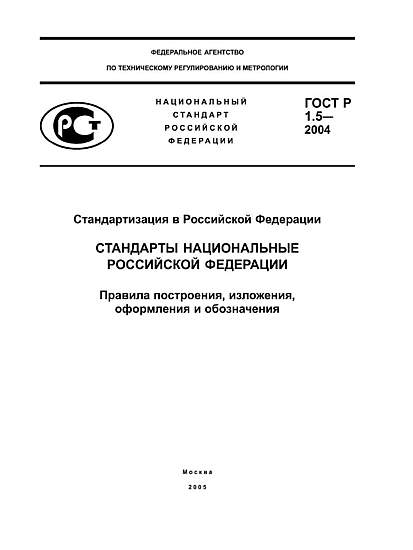 ФЕДЕРАЛЬНОЕ АГЕНТСТВО
ПО ТЕХНИЧЕСКОМУ РЕГУЛИРОВАНИЮ И МЕТРОЛОГИИ
РСТ
НАЦИОНАЛЬНЫЙ
СТАНДАРТ
РОССИЙСКОЙ
ФЕДЕРАЦИИ
ГОСТ Р
1.5—
2004
Стандартизация в Российской Федерации
СТАНДАРТЫ НАЦИОНАЛЬНЫЕ
РОССИЙСКОЙ ФЕДЕРАЦИИ
Правила построения, изложения,
оформления и обозначения
Москва
2005